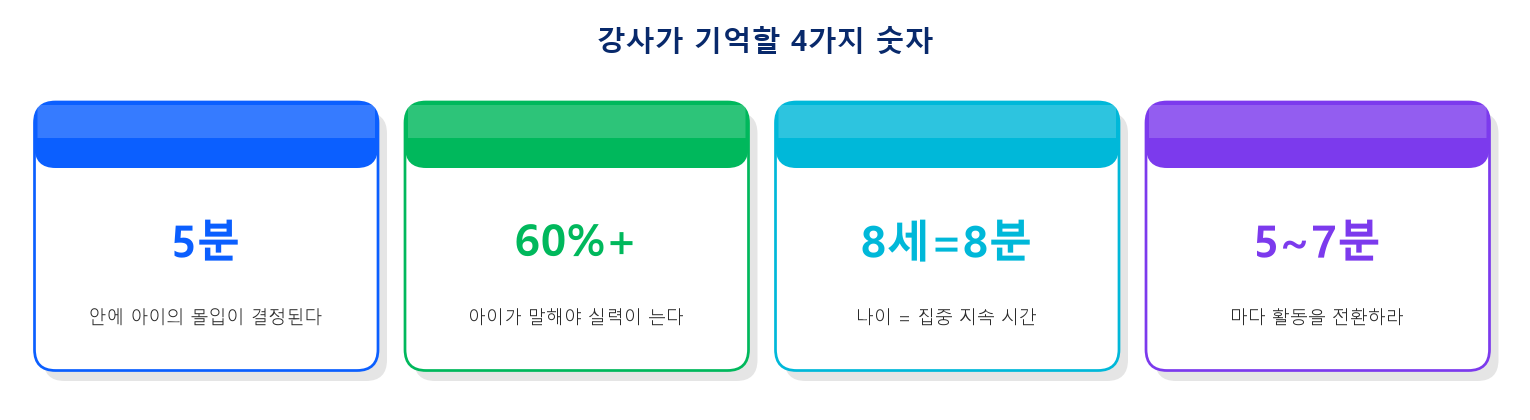 강사가 기억할 4가지 숫자
5분
안에 아이의 몰입이 결정된다
60%+
아이가 말해야 실력이 는다
8세=8분
나이 = 집중 지속 시간
5~7분
마다 활동을 전환하라